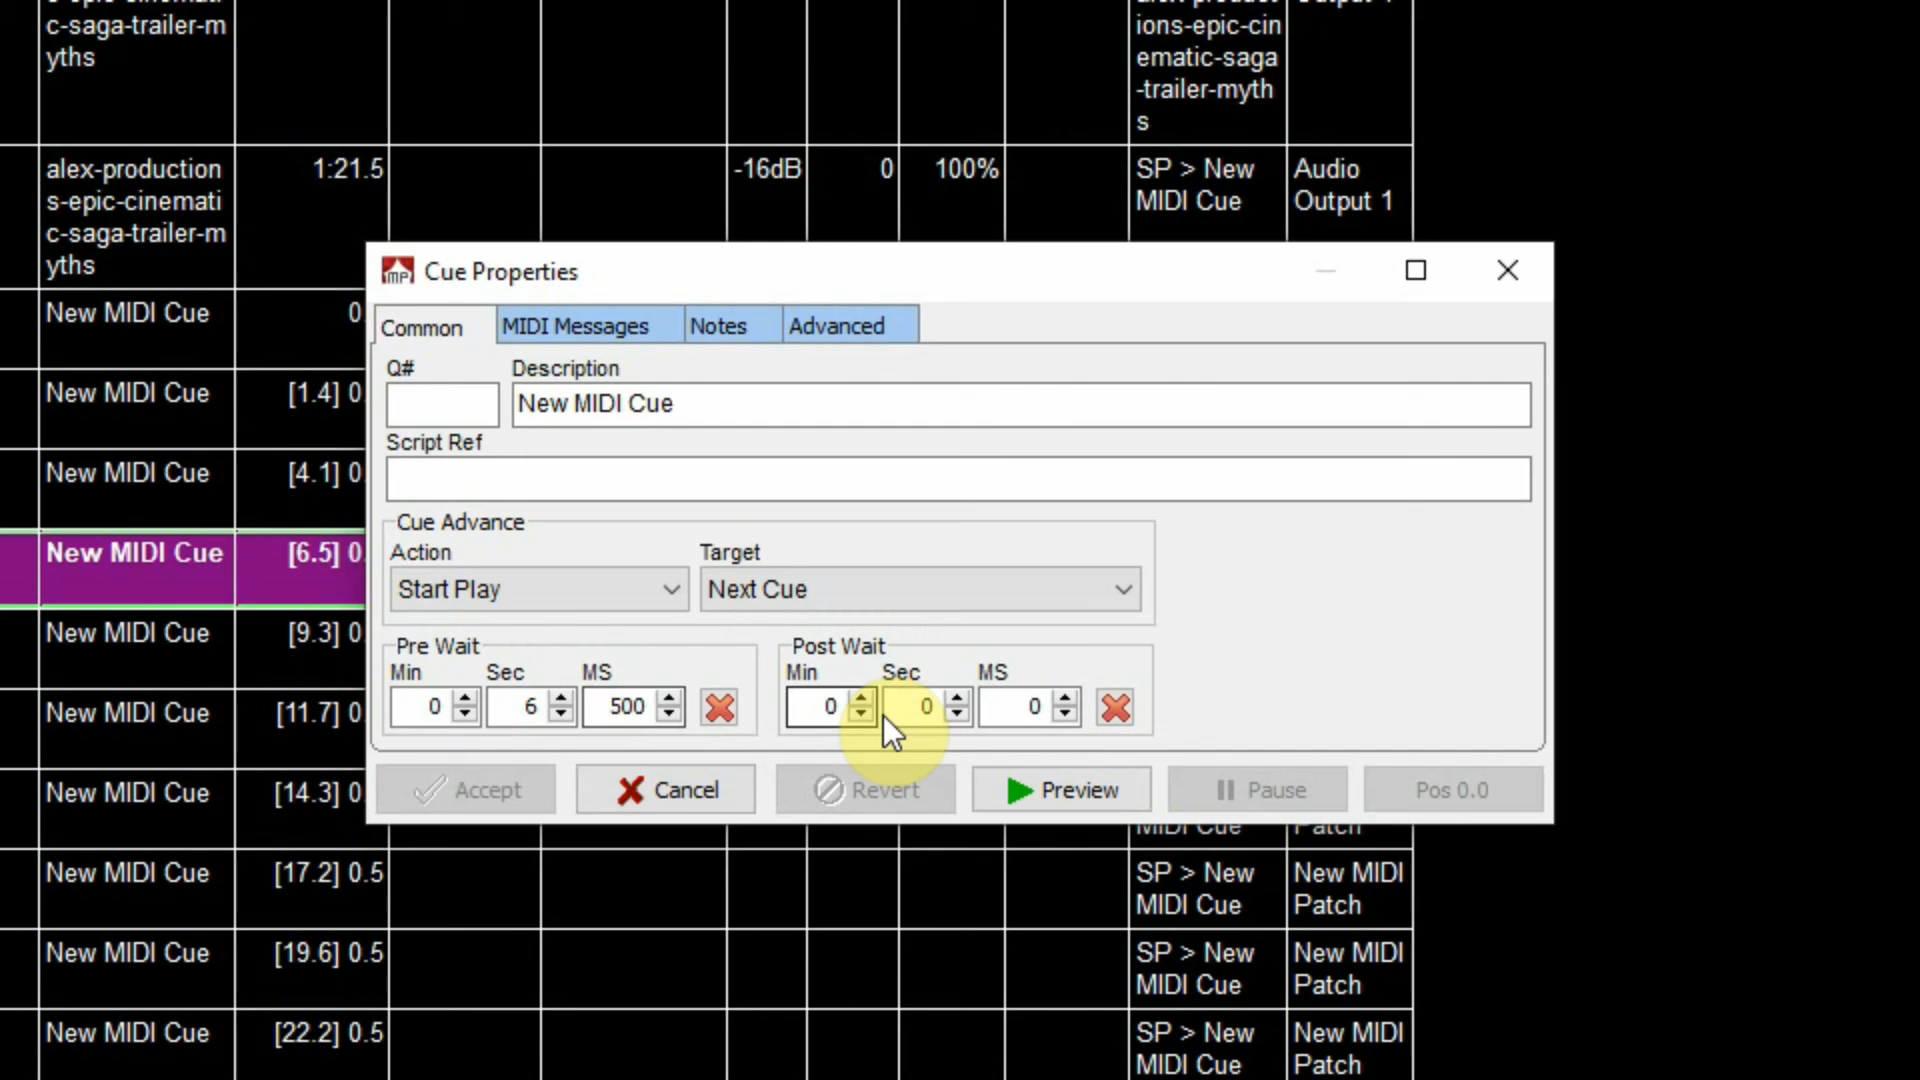 c-saga-trailer-m
yths
ions-epic-cin
ematic-saga
-trailer-myth
s
alex-production
s-epic-cinemati
c-saga-trailer-m
yths
1:21.5
-16dB
0
100%
SP > New
MIDI Cue
Audio
Output 1
MP
Cue Properties
Common
MIDI Messages
Notes
Advanced
Q#
Description
New MIDI Cue
Script Ref
Cue Advance
Action
Target
Start Play
Next Cue
Pre Wait
Min
Sec
MS
0
6
500
Post Wait
Min
Sec
MS
0
0
0
Accept
Cancel
Revert
Preview
Pause
Pos 0.0
New MIDI Cue
0.
New MIDI Cue
[1.4] 0.
New MIDI Cue
[4.1] 0.
New MIDI Cue
[6.5] 0.
New MIDI Cue
[9.3] 0.
New MIDI Cue
[11.7] 0.
New MIDI Cue
[14.3] 0.
MIDI Cue
Patch
New MIDI Cue
[17.2] 0.5
SP > New
MIDI Cue
New MIDI
Patch
New MIDI Cue
[19.6] 0.5
SP > New
MIDI Cue
New MIDI
Patch
New MIDI Cue
[22.2] 0.5
SP > New
MIDI Cue
New MIDI
Patch